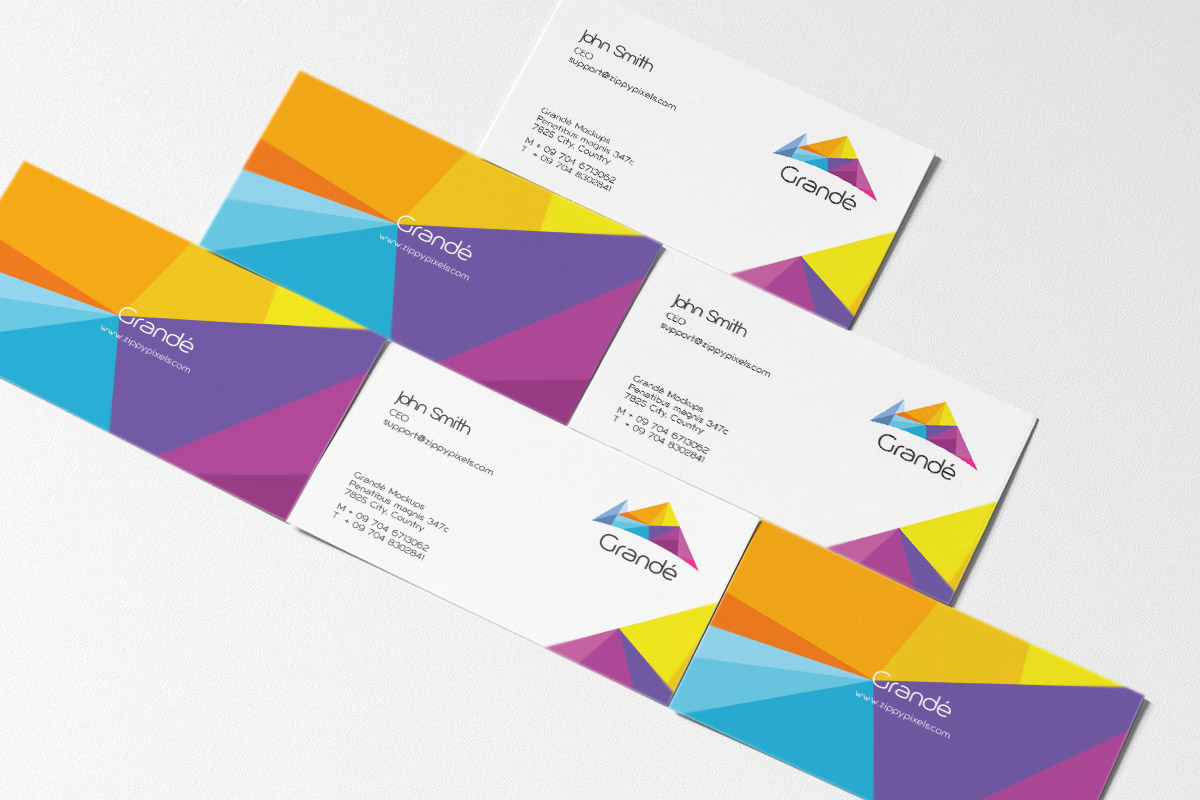 John Smith
CEO
support@zippypixels.com
Grandé Mockups
Penatibus magnis 347c
7825 City, Country
M + 09 704 6713062
T + 09 704 8302841
Grandé
Grandé
www.zippypixels.com
John Smith
CEO
support@zippypixels.com
Grandé Mockups
Penatibus magnis 347c
7825 City, Country
M + 09 704 6713062
T + 09 704 8302841
Grandé
Grandé
www.zippypixels.com
John Smith
CEO
support@zippypixels.com
Grandé Mockups
Penatibus magnis 347c
7825 City, Country
M + 09 704 6713062
T + 09 704 8302841
Grandé
Grandé
www.zippypixels.com